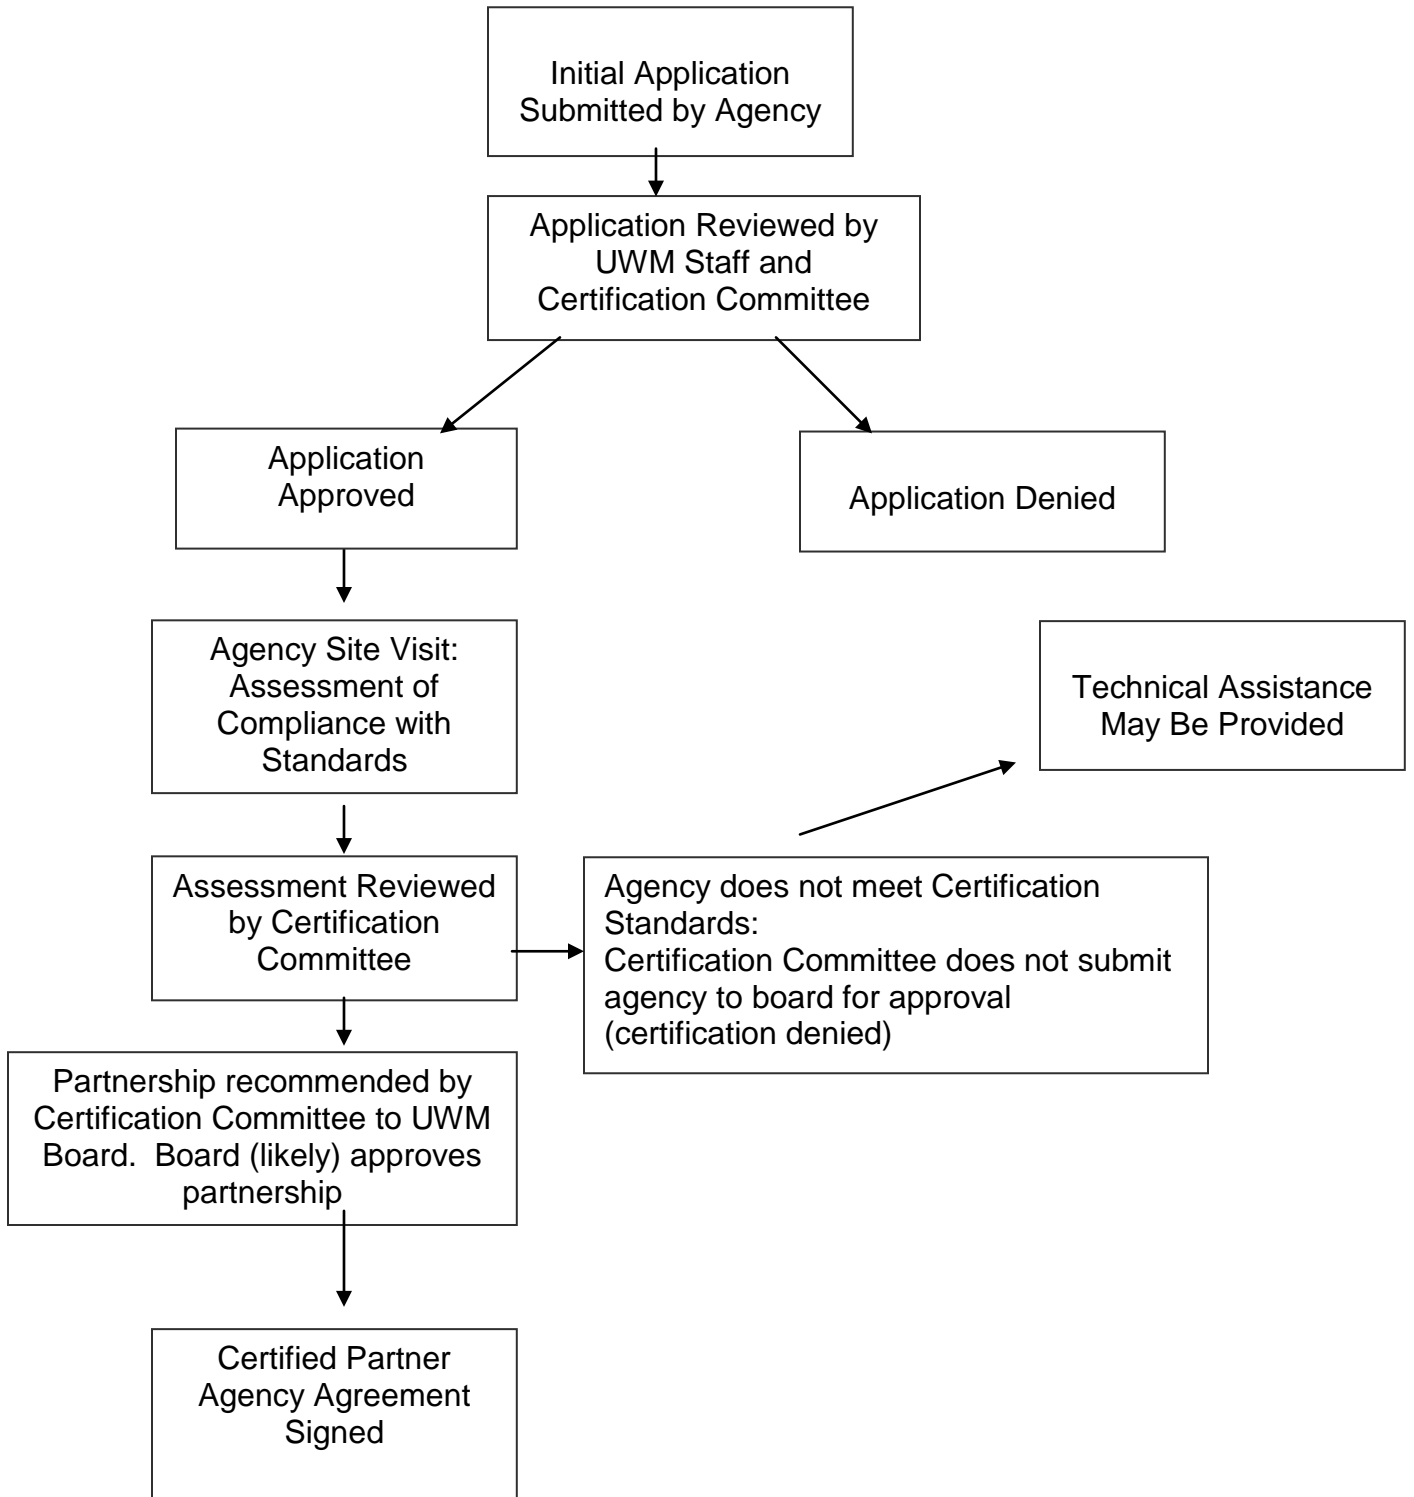 Initial Application
Submitted by Agency
Application Reviewed by
UWM Staff and
Certification Committee
Application
Approved
Application Denied
Agency Site Visit:
Assessment of
Compliance with
Standards
Technical Assistance
May Be Provided
Assessment Reviewed
by Certification
Committee
Agency does not meet Certification
Standards:
Certification Committee does not submit
agency to board for approval
(certification denied)
Partnership recommended by
Certification Committee to UWM
Board.  Board (likely) approves
partnership
Certified Partner
Agency Agreement
Signed